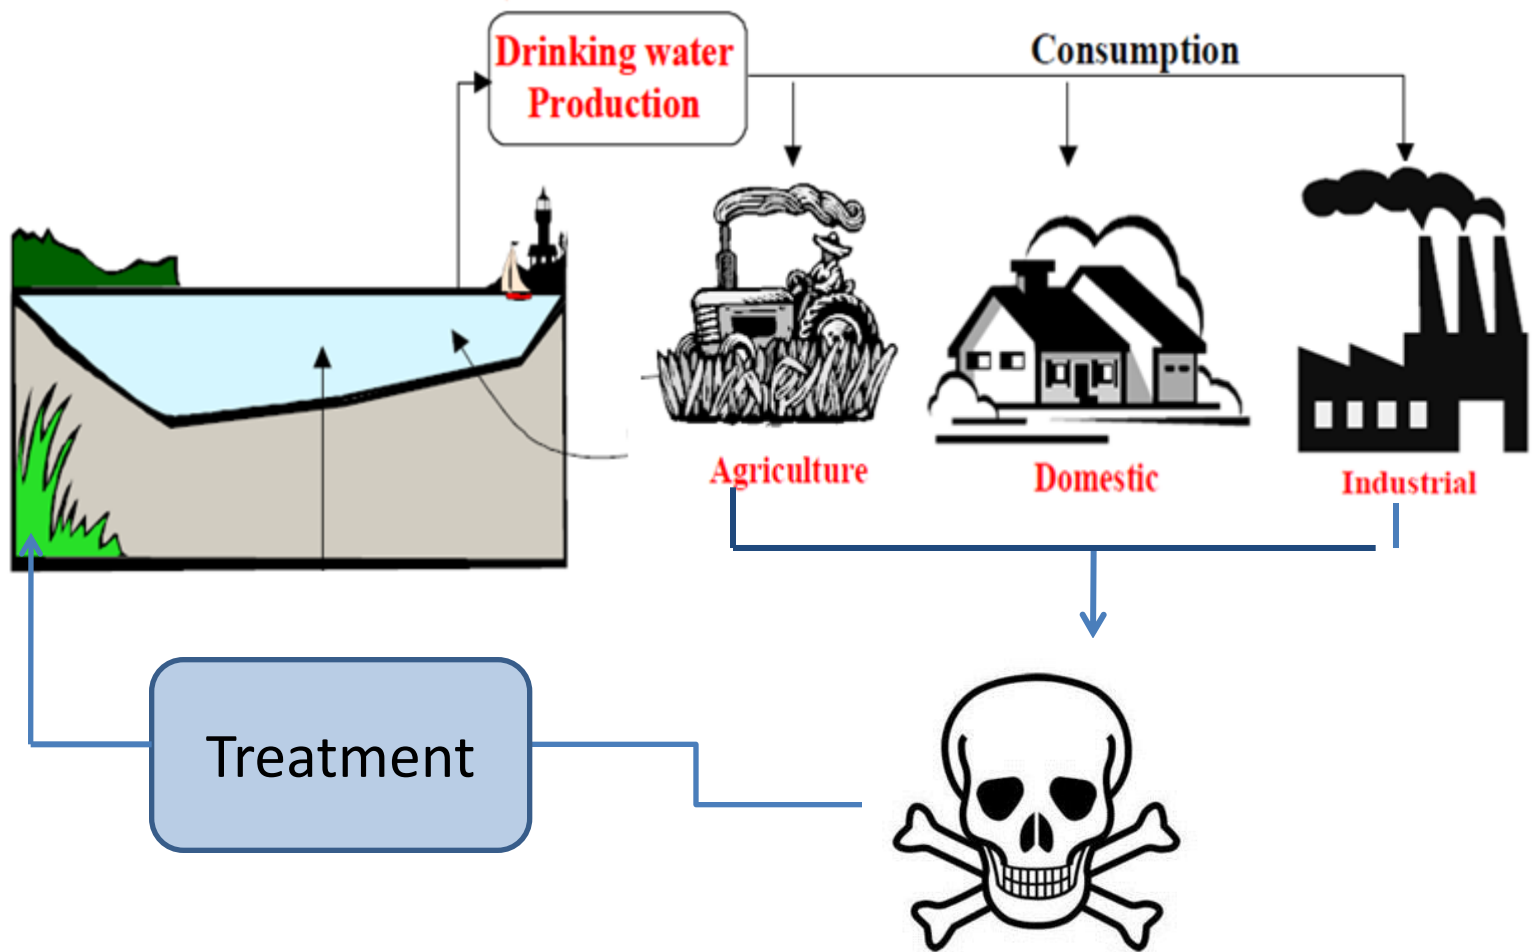 Drinking water
Production
Consumption
Agriculture
Domestic
Industrial
Treatment